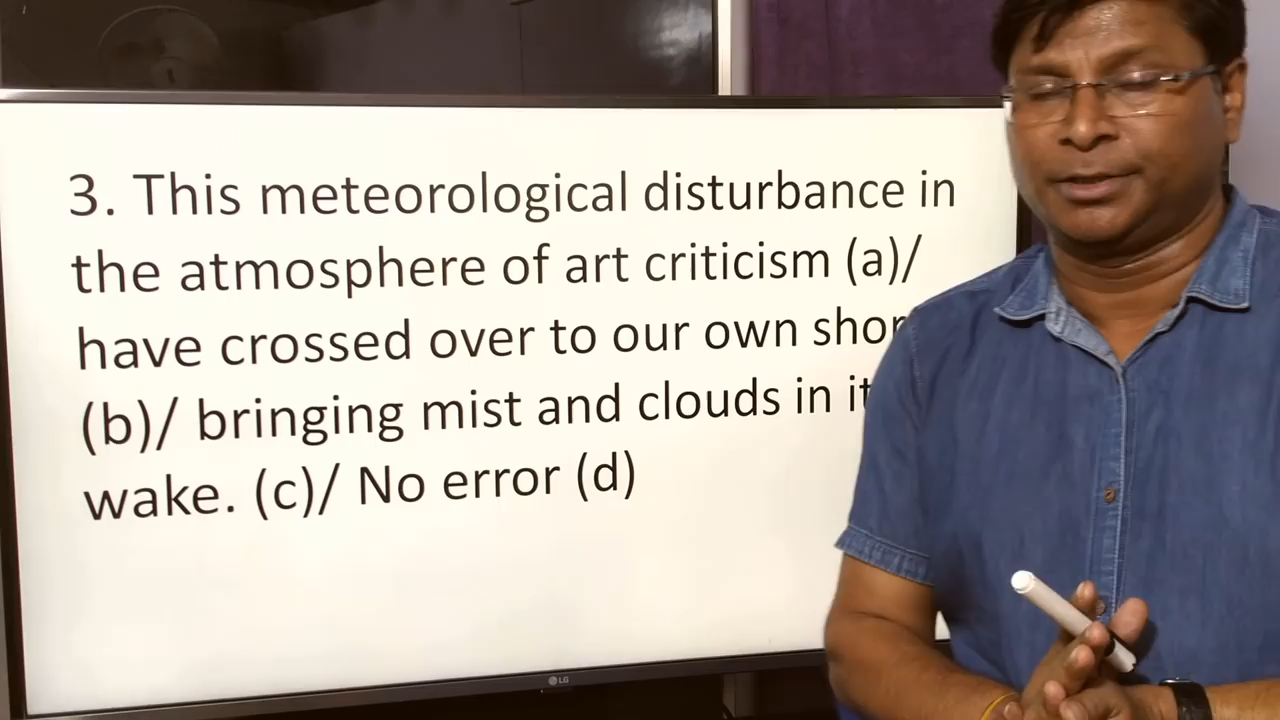 3. This meteorological disturbance in
the atmosphere of art criticism (a)/
have crossed over to our own
(b)/ bringing mist and clouds in
wake. (c)/ No error (d)
LG